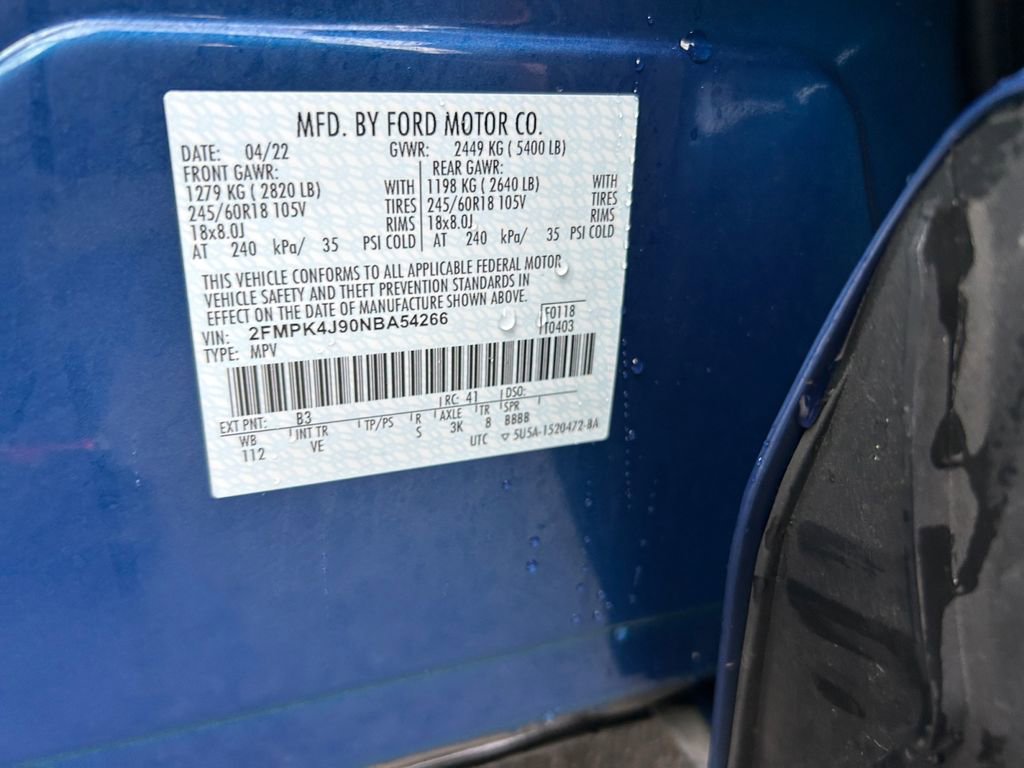 MFD. BY FORD MOTOR CO.
DATE: 04/22 GVWR: 2449 KG ( 5400 LB)
FRONT GAWR: REAR GAWR:
1279 KG ( 2820 LB) WITH 1198 KG ( 2640 LB) WITH
245/60R18 105V TIRES 245/60R18 105V TIRES
18x8.0J RIMS 18x8.0J RIMS
AT 240 kPa/ 35 PSI COLD AT 240 kPa/ 35 PSI COLD
THIS VEHICLE CONFORMS TO ALL APPLICABLE FEDERAL MOTOR
VEHICLE SAFETY AND THEFT PREVENTION STANDARDS IN
EFFECT ON THE DATE OF MANUFACTURE SHOWN ABOVE.
VIN: 2FMPK4J90NBA54266 F0118
TYPE: MPV T0403
EXT PNT: B3 RC: 41 DSO:
WB INT TR TP/PS R AXLE TR SPR
112 VE S 3K 8 BBBB
UTC ▽ 5U5A-1520472-BA